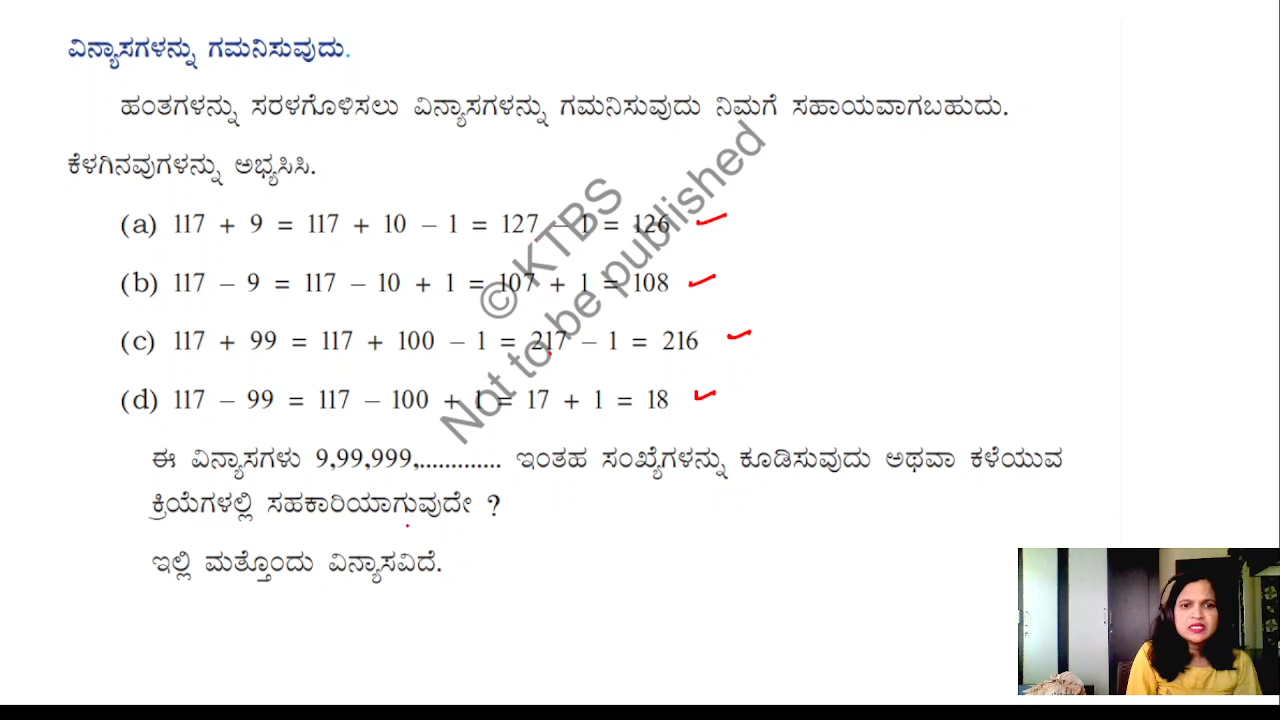 ವಿನ್ಯಾಸಗಳನ್ನು ಗಮನಿಸುವುದು.
ಹಂತಗಳನ್ನು ಸರಳಗೊಳಿಸಲು ವಿನ್ಯಾಸಗಳನ್ನು ಗಮನಿಸುವುದು ನಿಮಗೆ ಸಹಾಯವಾಗಬಹುದು.
ಕೆಳಗಿನವುಗಳನ್ನು ಅಭ್ಯಸಿಸಿ.
(a) 117 + 9 = 117 + 10 – 1 = 127 – 1 = 126
(b) 117 – 9 = 117 – 10 + 1 = 107 + 1 = 108
(c) 117 + 99 = 117 + 100 – 1 = 217 – 1 = 216
(d) 117 – 99 = 117 – 100 + 1 = 17 + 1 = 18
ಈ ವಿನ್ಯಾಸಗಳು 9,99,999,............. ಇಂತಹ ಸಂಖ್ಯೆಗಳನ್ನು ಕೂಡಿಸುವುದು ಅಥವಾ ಕಳೆಯುವ
ಕ್ರಿಯೆಗಳಲ್ಲಿ ಸಹಕಾರಿಯಾಗುವುದೇ ?
ಇಲ್ಲಿ ಮತ್ತೊಂದು ವಿನ್ಯಾಸವಿದೆ.
© KTBS
Not to be published